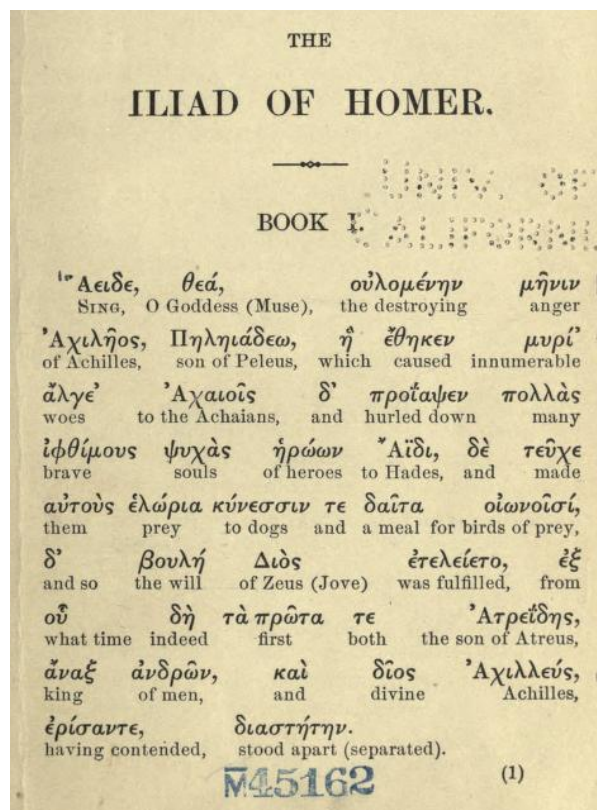 THE
ILIAD OF HOMER.
UNIV. OF
BOOK I.
CALIFORNI
¹"Αειδε, θεά, οὐλομένην μῆνιν
SING, O Goddess (Muse), the destroying anger
Ἀχιλῆος, Πηληιάδεω, ἣ ἔθηκεν μυρί'
of Achilles, son of Peleus, which caused innumerable
ἄλγε' Ἀχαιοῖς δ' προΐαψεν πολλὰς
woes to the Achaians, and hurled down many
ἰφθίμους ψυχὰς ἡρώων Ἄϊδι, δὲ τεῦχε
brave souls of heroes to Hades, and made
αὐτοὺς ἑλώρια κύνεσσιν τε δαῖτα οἰωνοῖσί,
them prey to dogs and a meal for birds of prey,
δ' βουλή Διὸς ἐτελείετο, ἐξ
and so the will of Zeus (Jove) was fulfilled, from
οὗ δὴ τὰ πρῶτα τε Ἀτρεΐδης,
what time indeed first both the son of Atreus,
ἄναξ ἀνδρῶν, καὶ δῖος Ἀχιλλεύς,
king of men, and divine Achilles,
ἐρίσαντε, διαστήτην.
having contended, stood apart (separated).
M45162
(1)